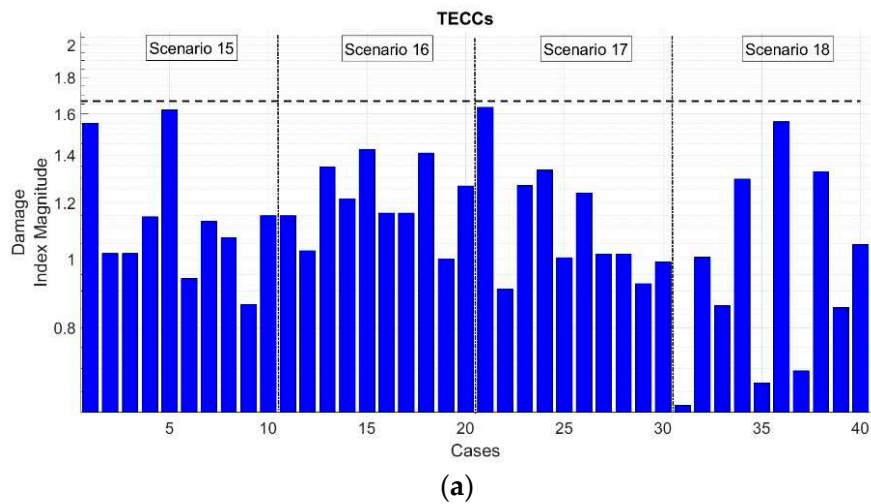 TECCs
Scenario 15
Scenario 16
Scenario 17
Scenario 18
2
1.8
1.6
1.4
1.2
1
0.8
Damage
Index Magnitude
5
10
15
20
25
30
35
40
Cases
(a)